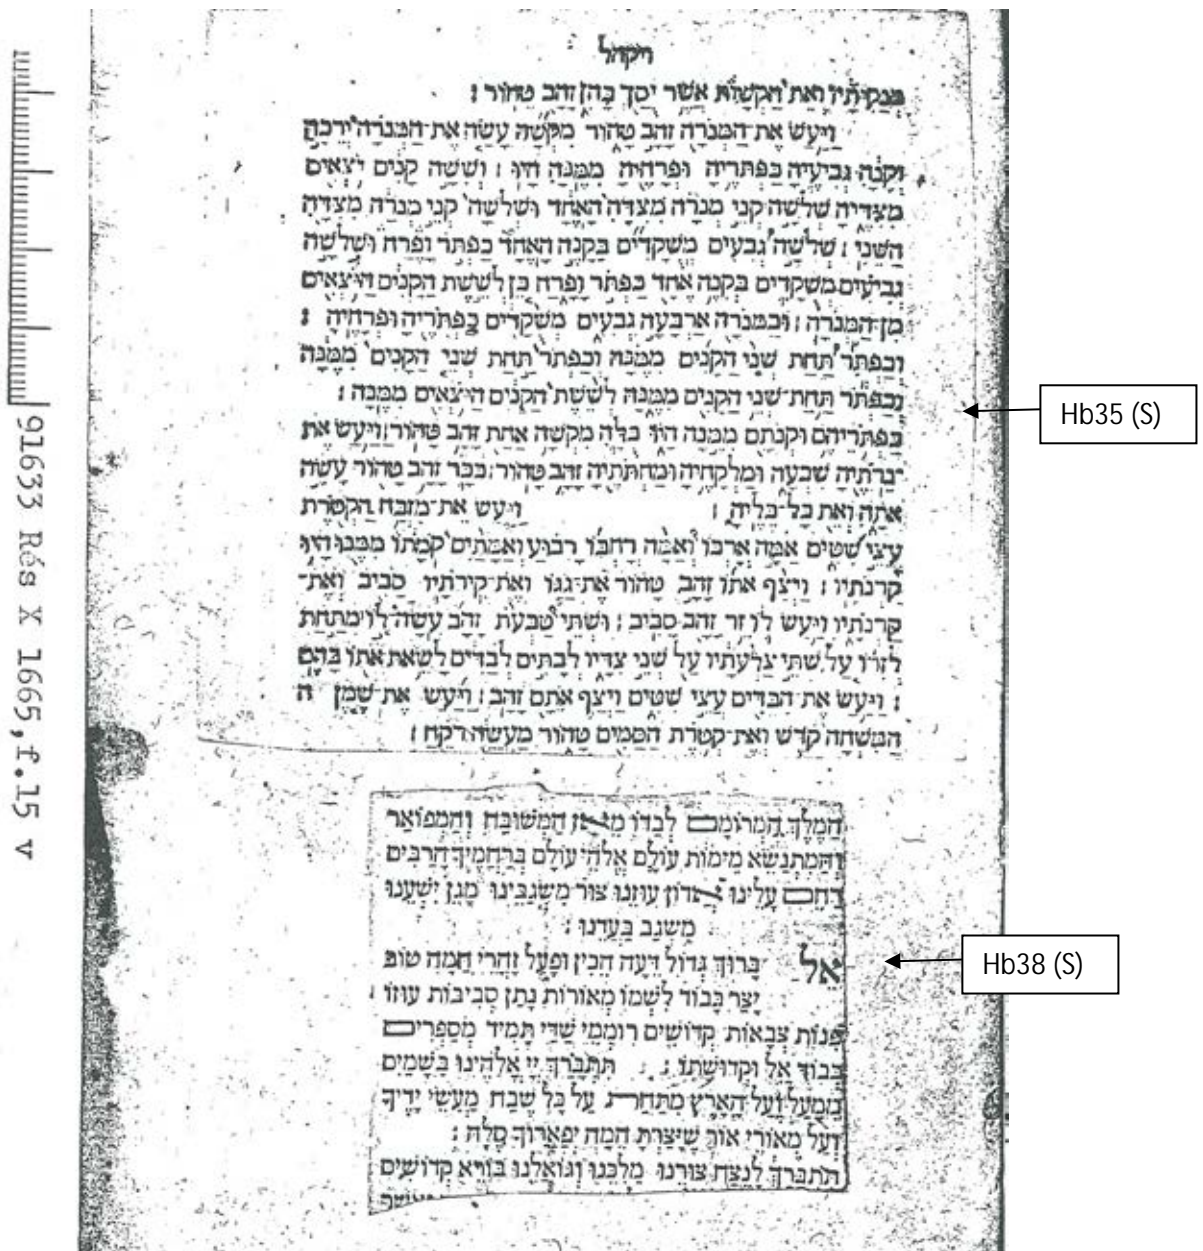 ויקהל
מנקיתיו ואת הקשות אשר יסך בהן זהב טהור :
ויעש את המנרה זהב טהור מקשה עשה את המנרה ירכה
וקנה גביעיה כפתריה ופרחיה ממנה היו : וששה קנים יצאים
מצדיה שלשה קני מנרה מצדה האחד ושלשה קני מנרה מצדה
השני : שלשה גבעים משקדים בקנה האחד כפתר ופרח ושלשה
גביעים משקדים בקנה אחד כפתר ופרח כן לששת הקנים היצאים
מן המנרה : ובמנרה ארבעה גבעים משקדים כפתריה ופרחיה :
וכפתר תחת שני הקנים ממנה וכפתר תחת שני הקנים ממנה
וכפתר תחת־שני הקנים ממנה לששת הקנים היצאים ממנה :
כפתריהם וקנתם ממנה היו כלה מקשה אחת זהב טהור : ויעש את
־נרתיה שבעה ומלקחיה ומחתתיה זהב טהור : ככר זהב טהור עשה
אתה ואת כל־כליה : ויעש את־מזבח הקטרת
עצי שטים אמה ארכו ואמה רחבו רבוע ואמתים קמתו ממנו היו
קרנתיו : ויצף אתו זהב טהור את־גגו ואת־קירתיו סביב ואת־
קרנתיו ויעש לו זר זהב סביב : ושתי טבעת זהב עשה לו מתחת
לזרו על שתי צלעתיו על שני צדיו לבתים לבדים לשאת אתו בהם
: ויעש את הבדים עצי שטים ויצף אתם זהב : ויעש את שמן ה
המשחה קדש ואת־קטרת הסמים טהור מעשה רקח :
המלך המרומם לבדו מאז המשובח והמפואר
והמתנשא מימות עולם אלהי עולם ברחמיך הרבים
רחם עלינו אדון עוזנו צור משגבינו מגן ישענו
משגב בעדנו :
אל ברוך גדול דעה הכין ופעל זהרי חמה טוב
יצר כבוד לשמו מאורות נתן סביבות עוזו
פנות צבאות קדושים רוממי שדי תמיד מספרים
כבוד אל וקדושתו : תתברך יי אלהינו בשמים
ממעל ועל הארץ מתחת על כל שבח מעשי ידיך
ועל מאורי אור שיצרת המה יפארוך סלה :
תתברך לנצח צורנו מלכנו וגואלנו בורא קדושים
Hb35 (S)
Hb38 (S)
91633 Rés X 1665,f.15 v